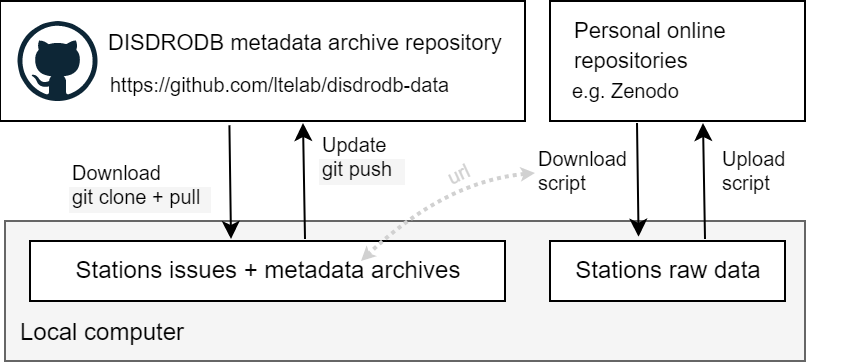 DISDRODB metadata archive repository
https://github.com/ltelab/disdrodb-data
Personal online
repositories
e.g. Zenodo
Download
git clone + pull
Update
git push
url
Download
script
Upload
script
Stations issues + metadata archives
Stations raw data
Local computer